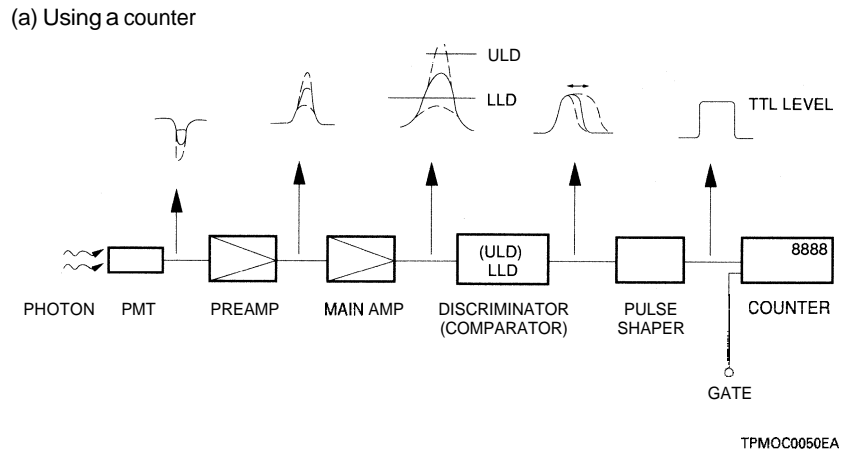 (a) Using a counter
ULD
LLD
TTL LEVEL
(ULD)
LLD
8888
PHOTON
PMT
PREAMP
MAIN AMP
DISCRIMINATOR
(COMPARATOR)
PULSE
SHAPER
COUNTER
GATE
TPMOC0050EA